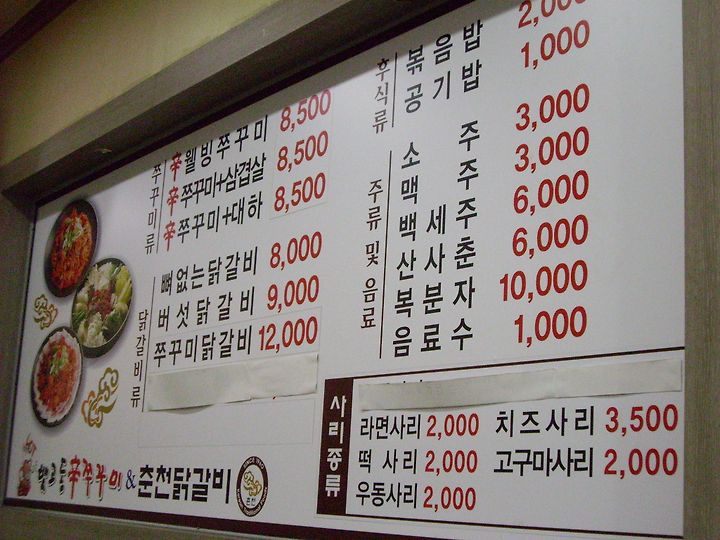 쭈꾸미류
辛웰빙쭈꾸미 8,500
辛쭈꾸미+삼겹살 8,500
辛쭈꾸미+대하 8,500
닭갈비류
뼈없는닭갈비 8,000
버섯닭갈비 9,000
쭈꾸미닭갈비 12,000
후식류
볶음밥 2,000
공기밥 1,000
주류 및 음료
소주 3,000
맥주 3,000
백세주 6,000
산사춘 6,000
복분자 10,000
음료수 1,000
사리종류
라면사리 2,000 치즈사리 3,500
떡 사리 2,000 고구마사리 2,000
우동사리 2,000
辛쭈꾸미 & 춘천닭갈비